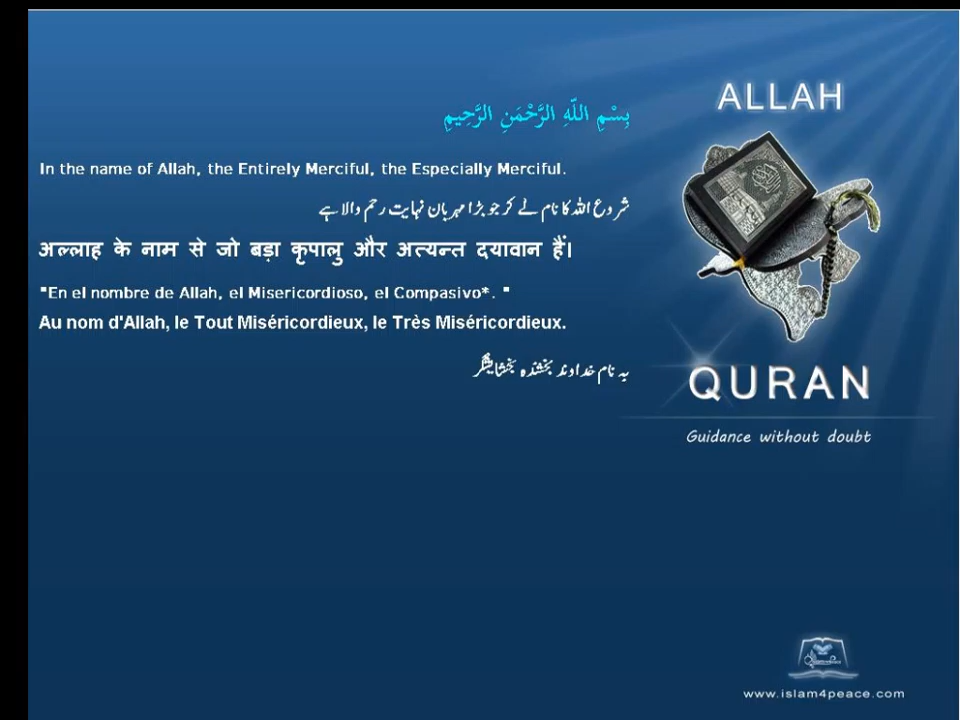 بِسْمِ اللَّهِ الرَّحْمَنِ الرَّحِيمِ
In the name of Allah, the Entirely Merciful, the Especially Merciful.
شروع اللہ کا نام لے کر جو بڑا مہربان نہایت رحم والا ہے
अल्लाह के नाम से जो बड़ा कृपालु और अत्यन्त दयावान हैं।
"En el nombre de Allah, el Misericordioso, el Compasivo*. "
Au nom d'Allah, le Tout Miséricordieux, le Très Miséricordieux.
به نام خداوند بخشنده بخشایشگر
ALLAH
QURAN
Guidance without doubt
www.islam4peace.com